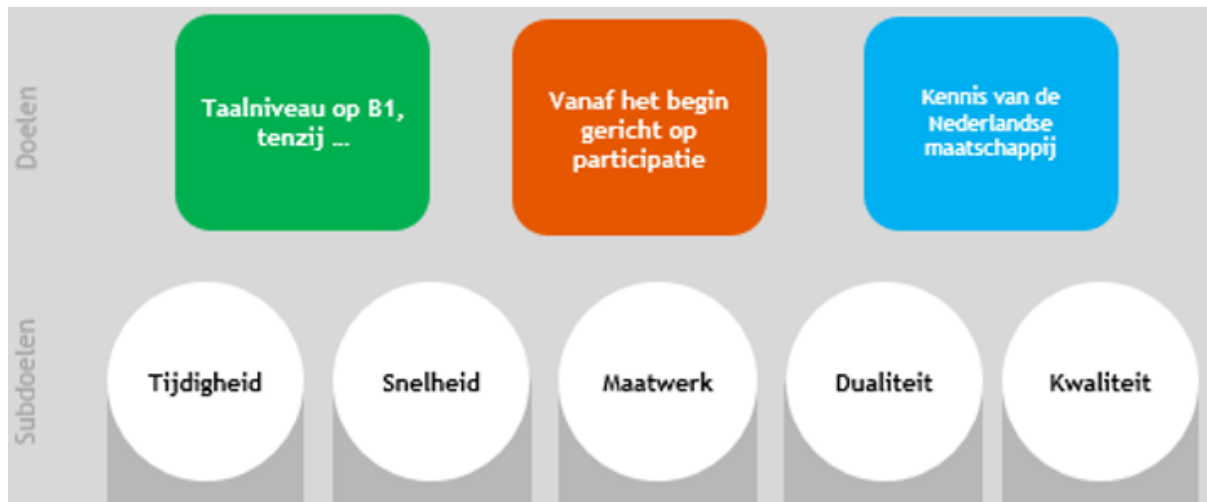 Doelen
Taalniveau op B1,
tenzij ...
Vanaf het begin
gericht op
participatie
Kennis van de
Nederlandse
maatschappij
Subdoelen
Tijdigheid
Snelheid
Maatwerk
Dualiteit
Kwaliteit